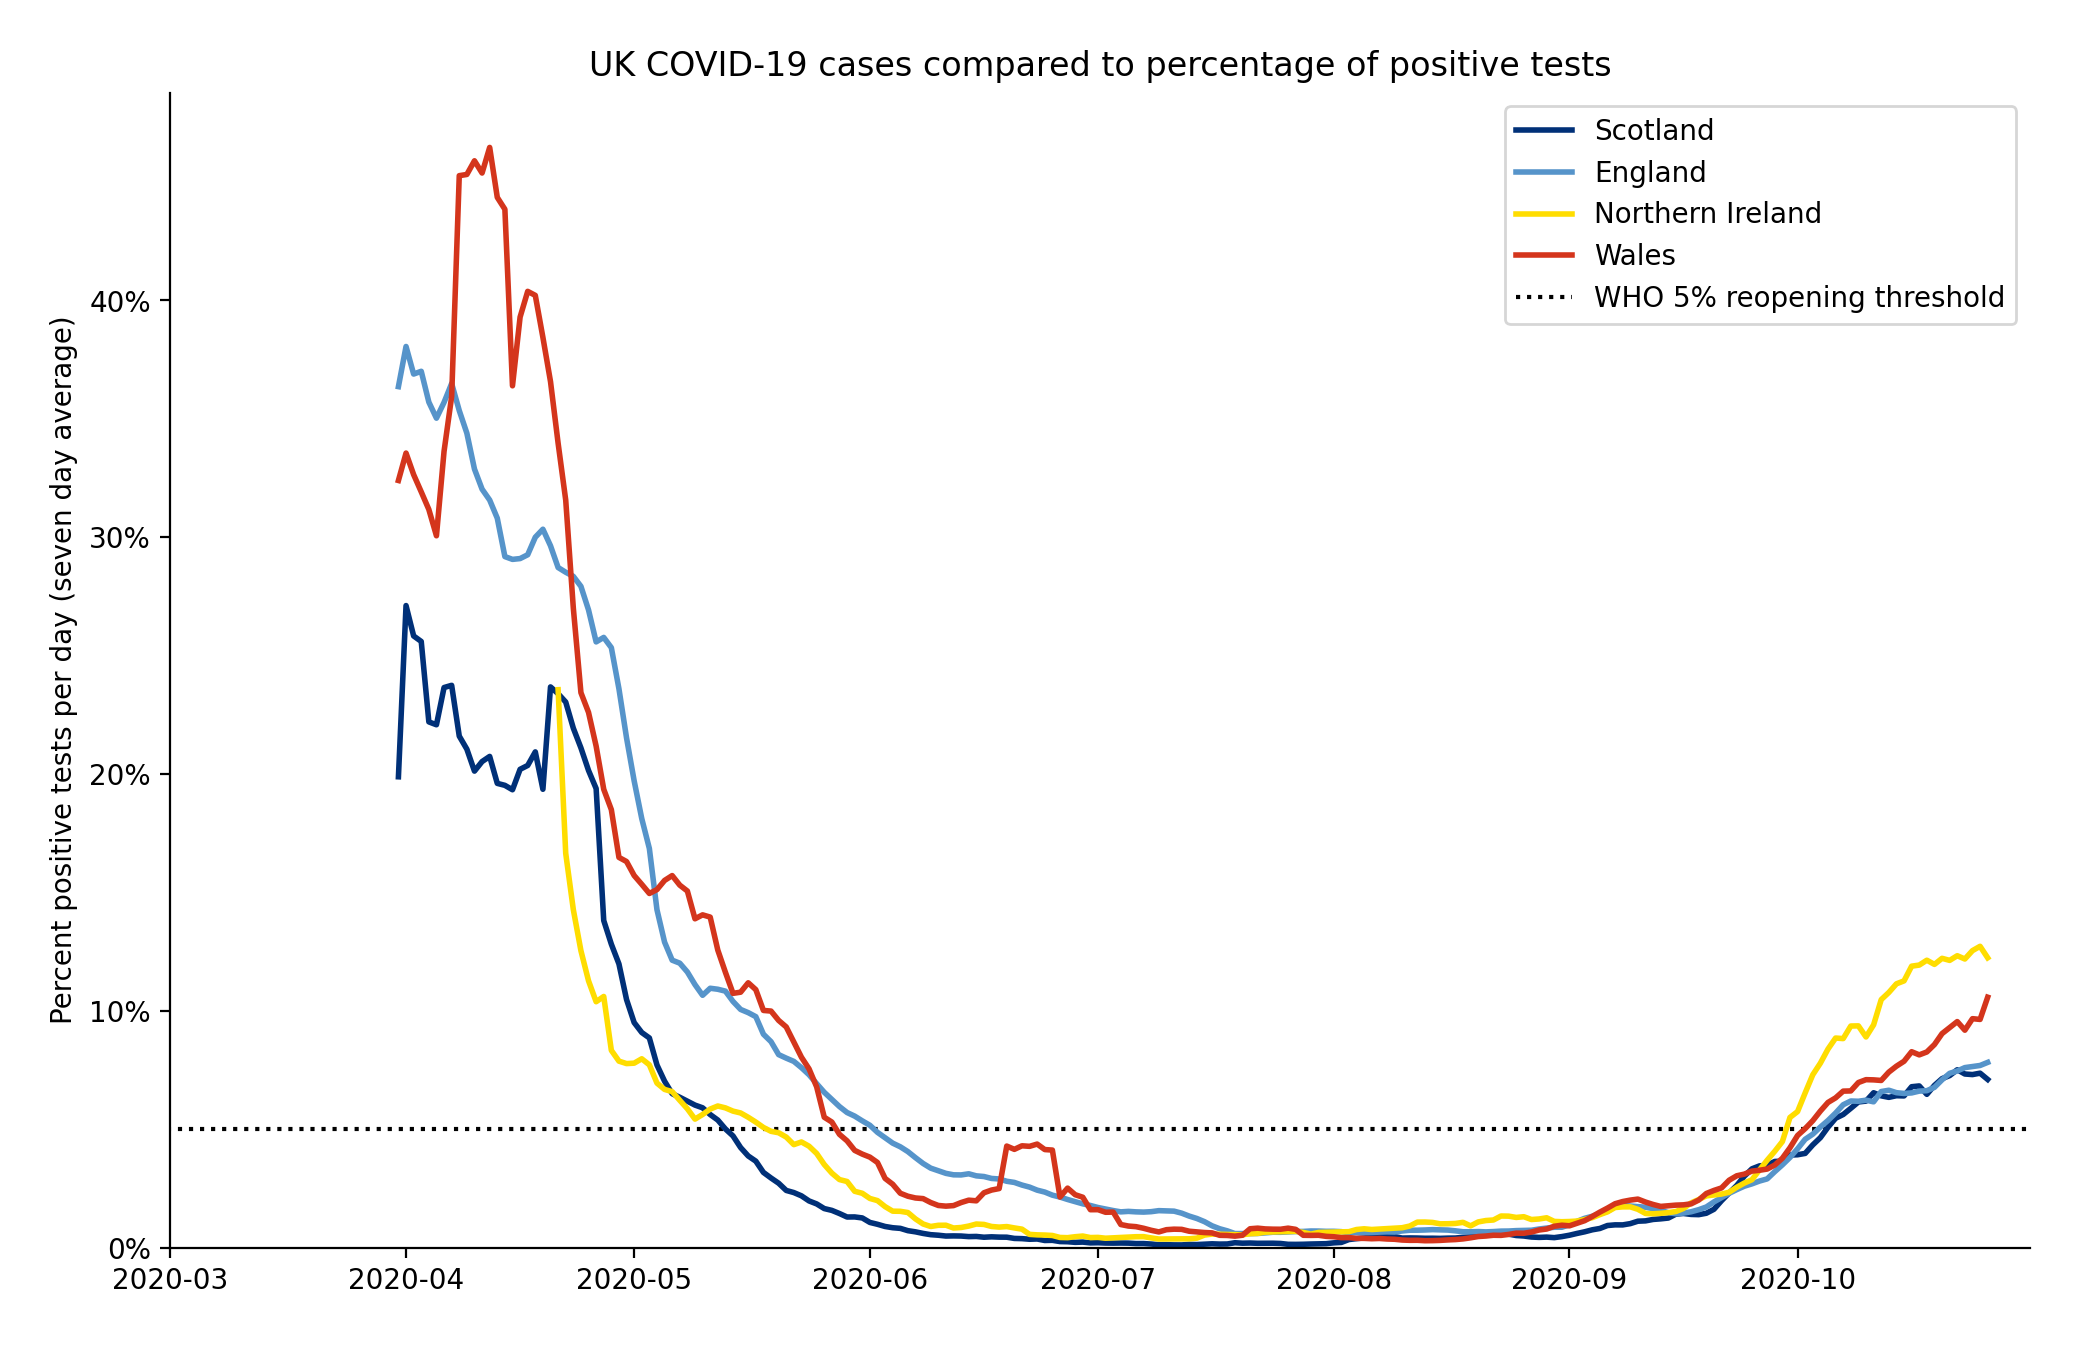 UK COVID-19 cases compared to percentage of positive tests
Scotland
England
Northern Ireland
Wales
WHO 5% reopening threshold
Percent positive tests per day (seven day average)
40%
30%
20%
10%
0%
2020-03
2020-04
2020-05
2020-06
2020-07
2020-08
2020-09
2020-10